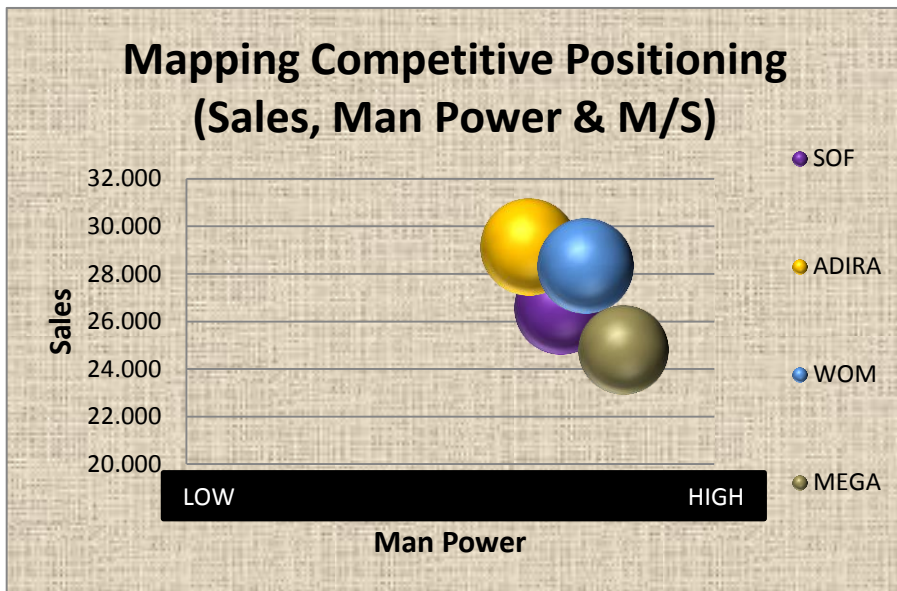 Mapping Competitive Positioning
(Sales, Man Power & M/S)
SOF
ADIRA
WOM
MEGA
Sales
32.000
30.000
28.000
26.000
24.000
22.000
20.000
LOW HIGH
Man Power